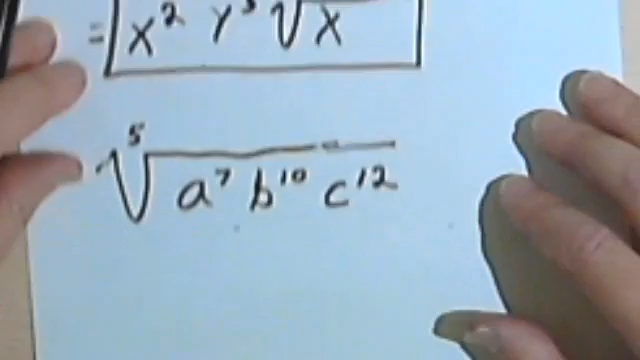 = x² y³ √x
⁵√a⁷ b¹⁰ c¹²